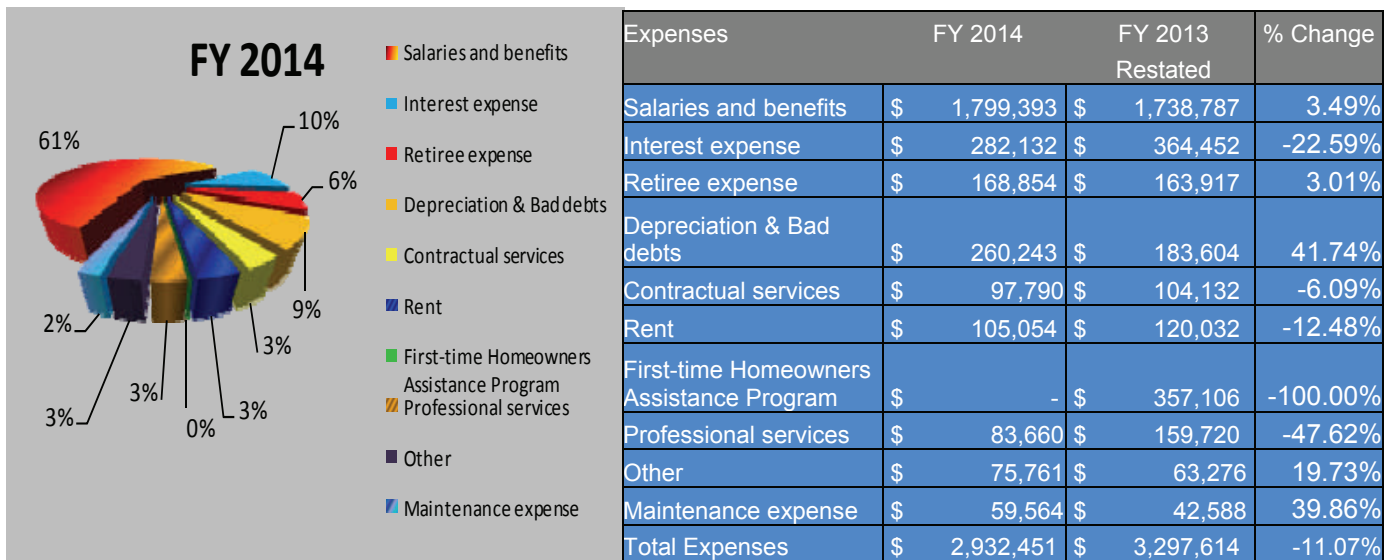 FY 2014
Salaries and benefits
Interest expense
Retiree expense
Depreciation & Bad debts
Contractual services
Rent
First-time Homeowners
Assistance Program
Professional services
Other
Maintenance expense
61%
10%
6%
9%
3%
3%
0%
3%
3%
2%
Expenses FY 2014 FY 2013 % Change
Restated
Salaries and benefits $ 1,799,393 $ 1,738,787 3.49%
Interest expense $ 282,132 $ 364,452 -22.59%
Retiree expense $ 168,854 $ 163,917 3.01%
Depreciation & Bad
debts $ 260,243 $ 183,604 41.74%
Contractual services $ 97,790 $ 104,132 -6.09%
Rent $ 105,054 $ 120,032 -12.48%
First-time Homeowners
Assistance Program $ - $ 357,106 -100.00%
Professional services $ 83,660 $ 159,720 -47.62%
Other $ 75,761 $ 63,276 19.73%
Maintenance expense $ 59,564 $ 42,588 39.86%
Total Expenses $ 2,932,451 $ 3,297,614 -11.07%